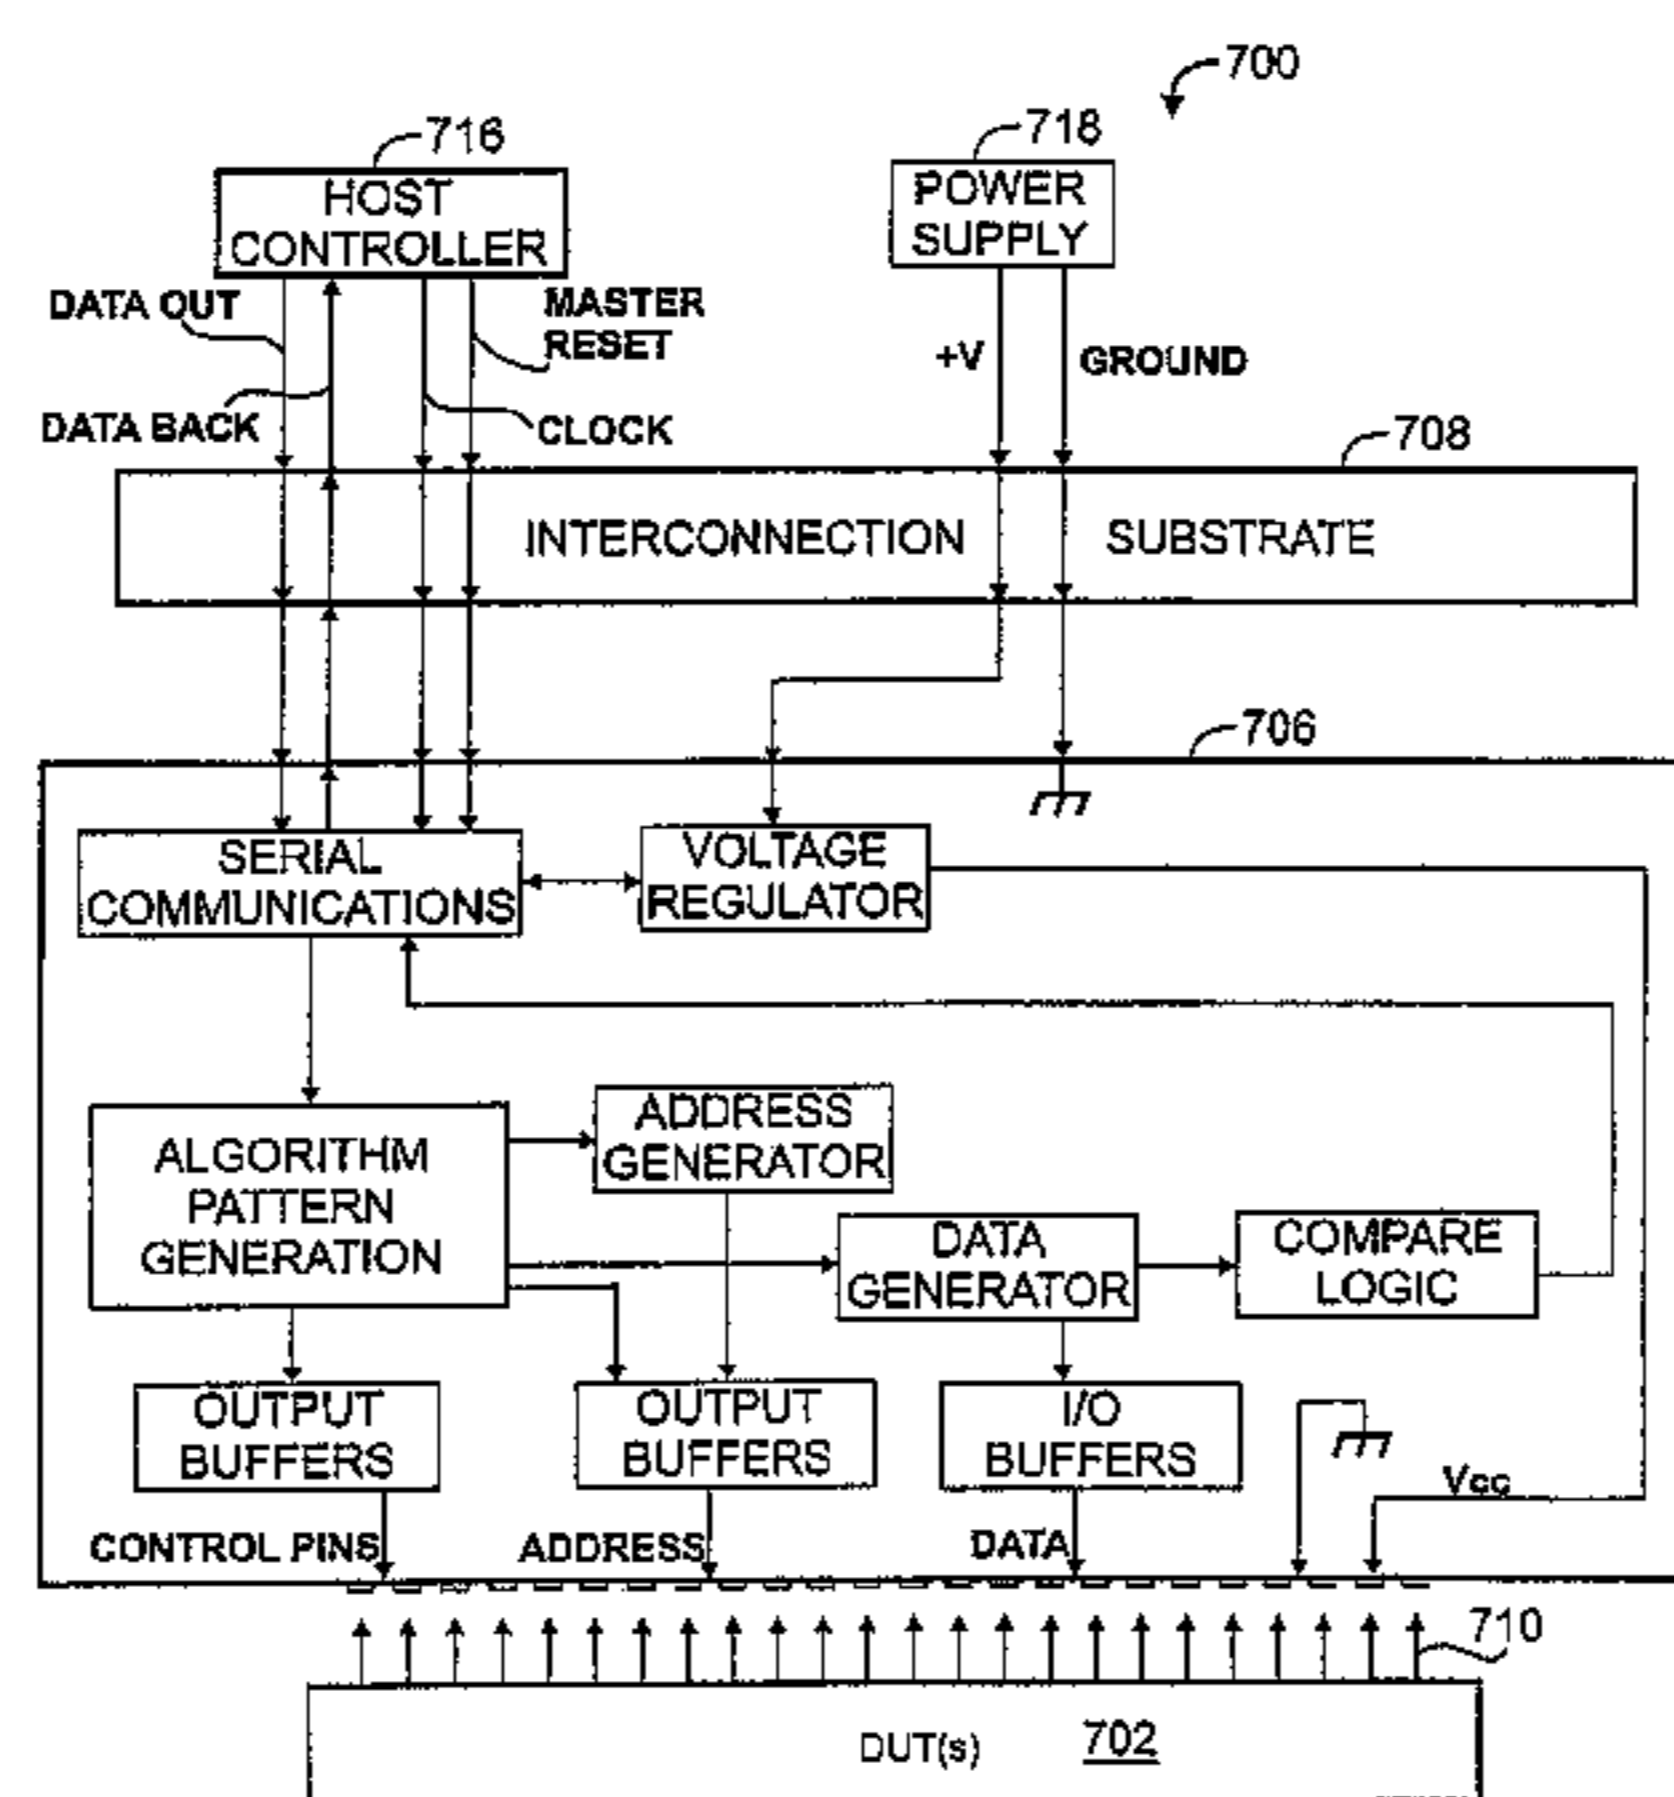 700
716
718
HOST
CONTROLLER
POWER
SUPPLY
DATA OUT
MASTER
RESET
+V
GROUND
DATA BACK
CLOCK
708
INTERCONNECTION SUBSTRATE
706
SERIAL
COMMUNICATIONS
VOLTAGE
REGULATOR
ALGORITHM
PATTERN
GENERATION
ADDRESS
GENERATOR
DATA
GENERATOR
COMPARE
LOGIC
OUTPUT
BUFFERS
OUTPUT
BUFFERS
I/O
BUFFERS
Vcc
CONTROL PINS
ADDRESS
DATA
710
DUT(s) 702